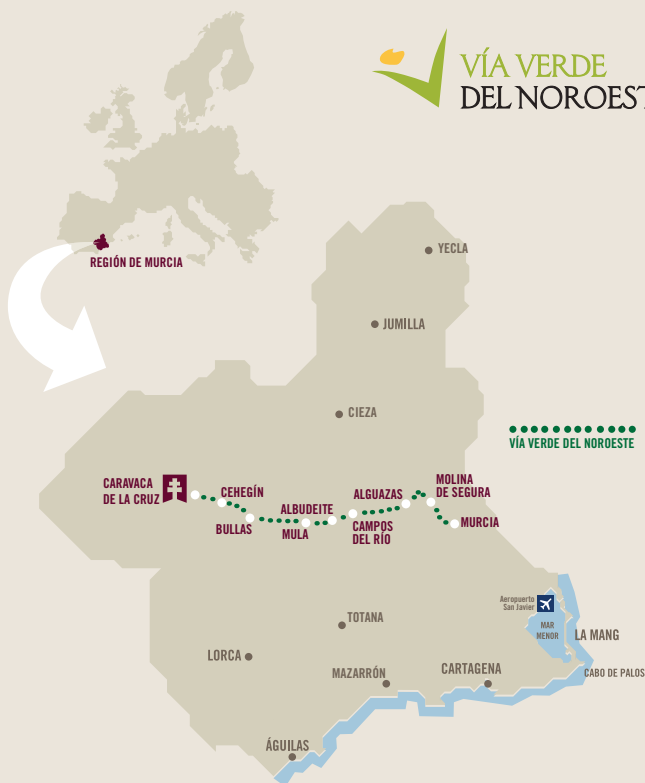 VÍA VERDE
DEL NOROEST
REGIÓN DE MURCIA
YECLA
JUMILLA
CIEZA
VÍA VERDE DEL NOROESTE
CARAVACA
DE LA CRUZ
CEHEGÍN
BULLAS
ALBUDEITE
MULA
ALGUAZAS
CAMPOS
DEL RÍO
MOLINA
DE SEGURA
MURCIA
Aeropuerto
San Javier
MAR
MENOR
LA MANG
TOTANA
LORCA
MAZARRÓN
CARTAGENA
CABO DE PALOS
ÁGUILAS